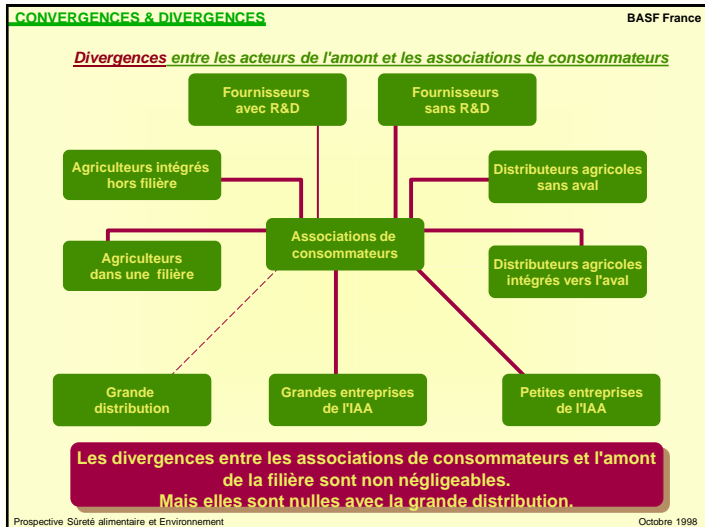 CONVERGENCES & DIVERGENCES
BASF France
Divergences entre les acteurs de l'amont et les associations de consommateurs
Fournisseurs
avec R&D
Fournisseurs
sans R&D
Agriculteurs intégrés
hors filière
Distributeurs agricoles
sans aval
Associations de
consommateurs
Agriculteurs
dans une filière
Distributeurs agricoles
intégrés vers l'aval
Grande
distribution
Grandes entreprises
de l'IAA
Petites entreprises
de l'IAA
Les divergences entre les associations de consommateurs et l'amont
de la filière sont non négligeables.
Mais elles sont nulles avec la grande distribution.
Prospective Sûreté alimentaire et Environnement
Octobre 1998